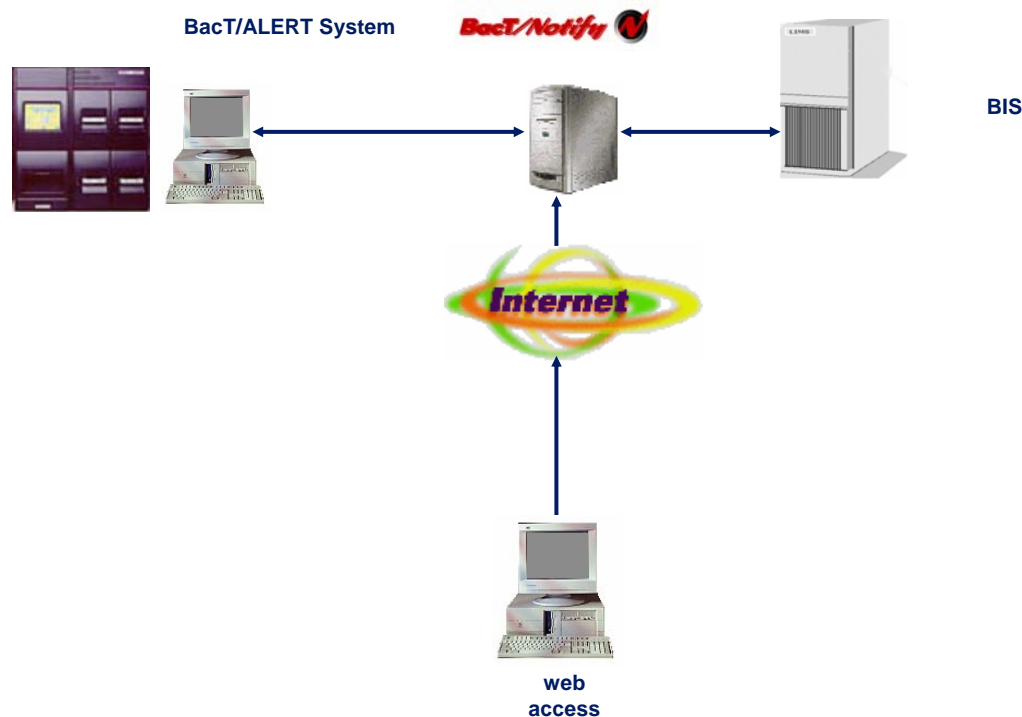 BacT/ALERT System
BacT/Notify N
BIS
Internet
web
access